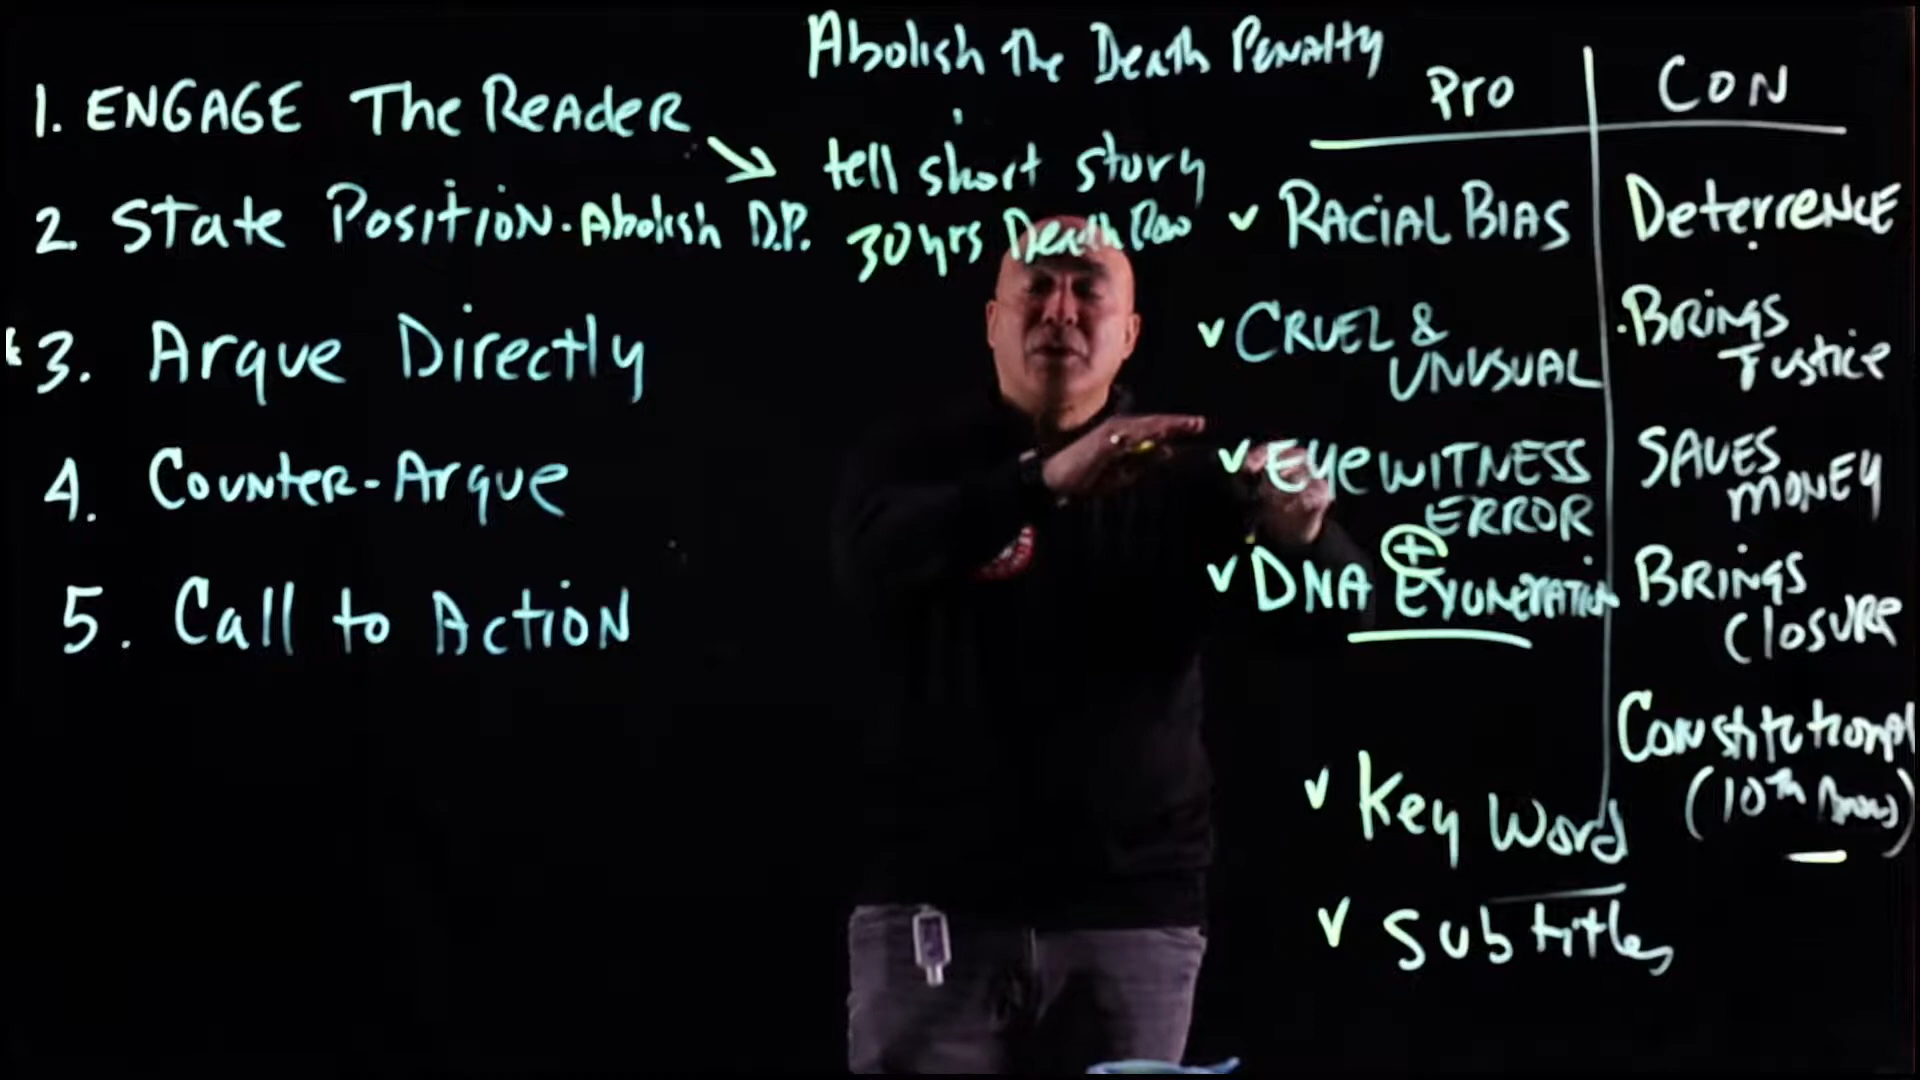 Abolish the Death Penalty
1. ENGAGE The Reader
tell short story
30 yrs Death Row
2. State Position - Abolish D.P.
3. Argue Directly
4. Counter-Argue
5. Call to Action
Pro
RACIAL BIAS
CRUEL &
UNUSUAL
EYEWITNESS
ERROR
+
DNA Exoneration
Key Word
Subtitles
CON
Deterrence
Brings
Justice
SAVES
MONEY
BRINGS
Closure
Constitutional